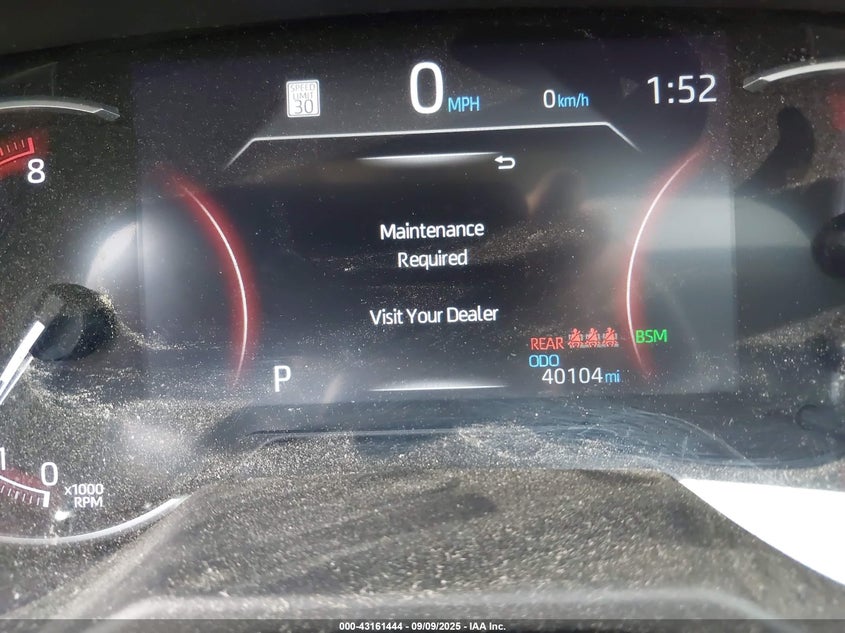 SPEED LIMIT 30
0 MPH
0 km/h
1:52
8
Maintenance
Required
Visit Your Dealer
REAR
BSM
ODO
P
40104 mi
1 0
x1000
RPM
000-43161444 - 09/09/2025 - IAA Inc.